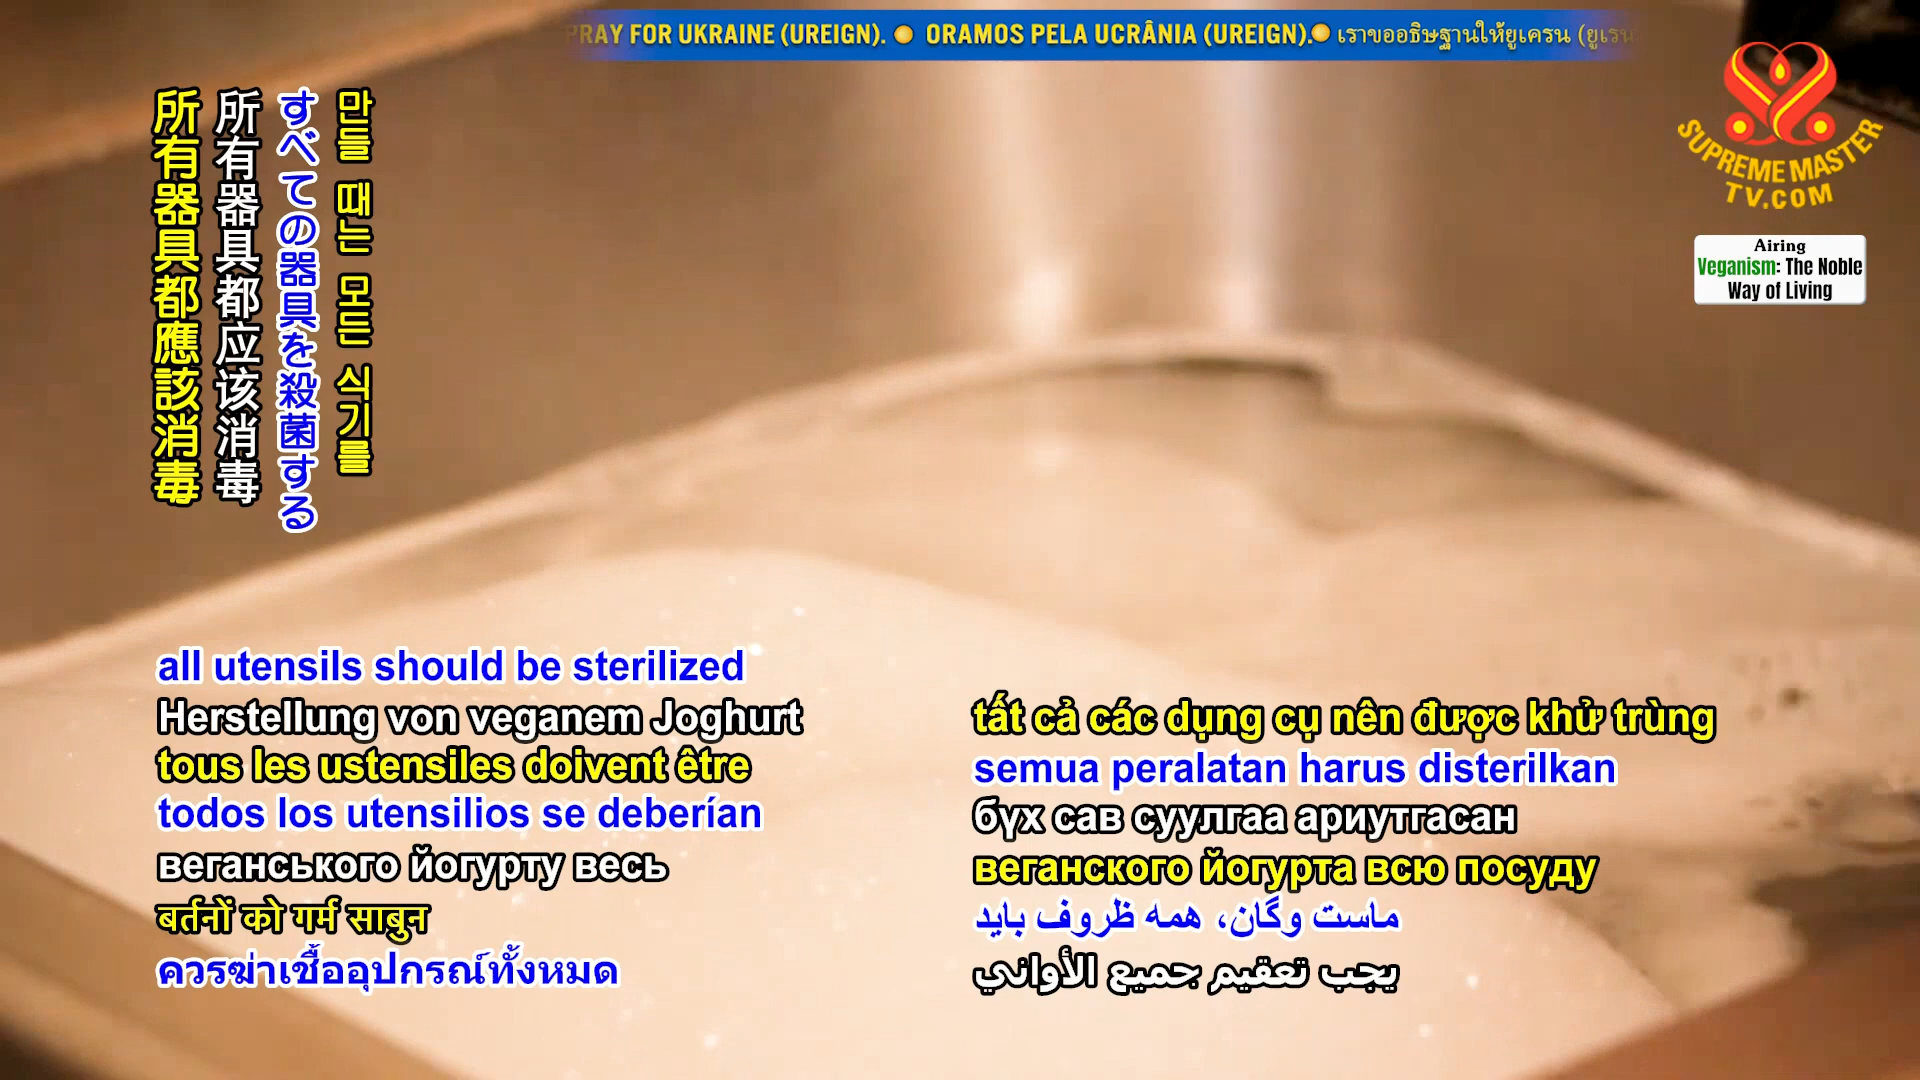 PRAY FOR UKRAINE (UREIGN). ORAMOS PELA UCRÂNIA (UREIGN). เราขออธิษฐานให้ยูเครน (ยูเรน
SUPREME MASTER
TV.COM
Airing
Veganism: The Noble
Way of Living
만들 때는 모든 식기를
すべての器具を殺菌する
所有器具都应该消毒
所有器具都應該消毒
all utensils should be sterilized
Herstellung von veganem Joghurt
tous les ustensiles doivent être
todos los utensilios se deberían
веганського йогурту весь
बर्तनों को गर्म साबुन
ควรฆ่าเชื้ออุปกรณ์ทั้งหมด
tất cả các dụng cụ nên được khử trùng
semua peralatan harus disterilkan
бүх сав суулгаа ариутгасан
веганского йогурта всю посуду
ماست وگان، همه ظروف باید
يجب تعقيم جميع الأواني